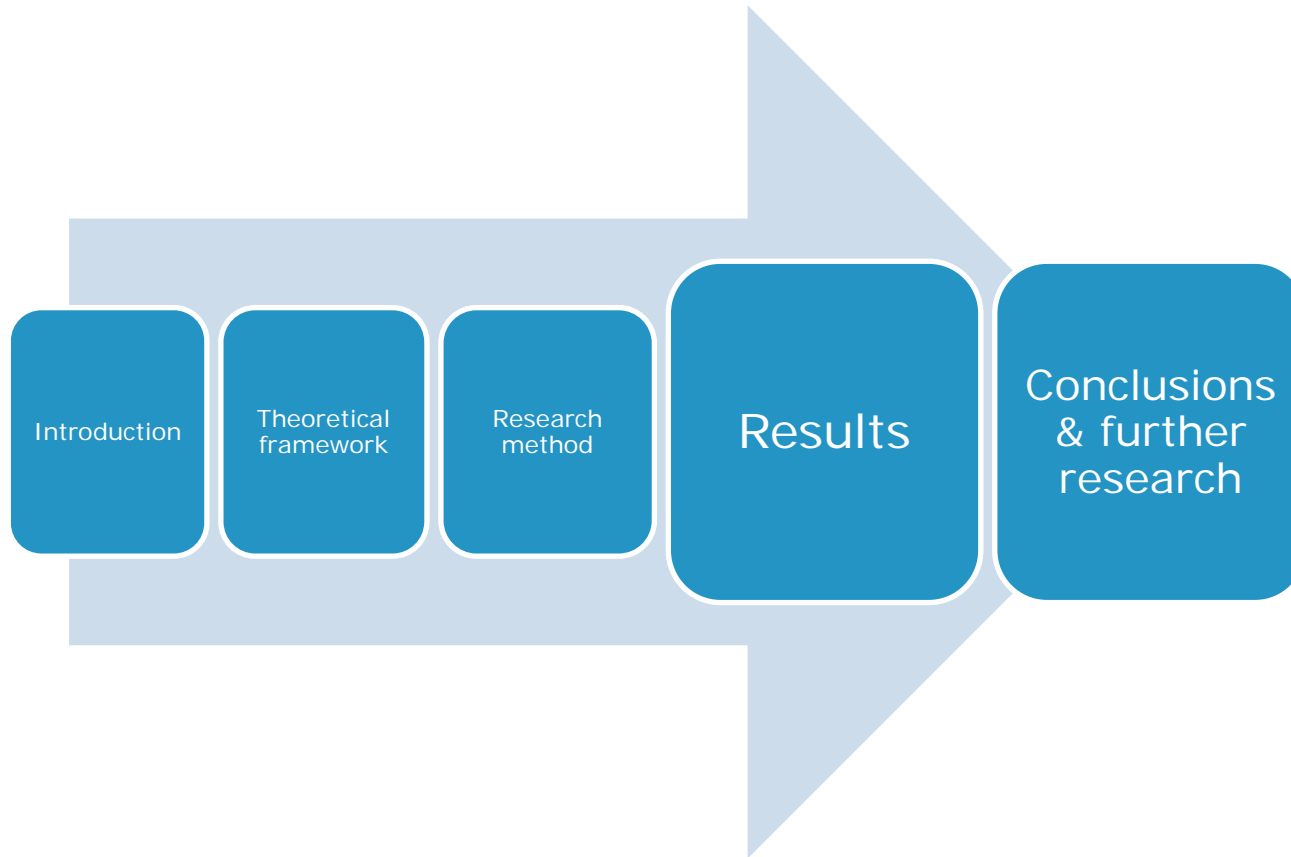 Introduction
Theoretical
framework
Research
method
Results
Conclusions
& further
research